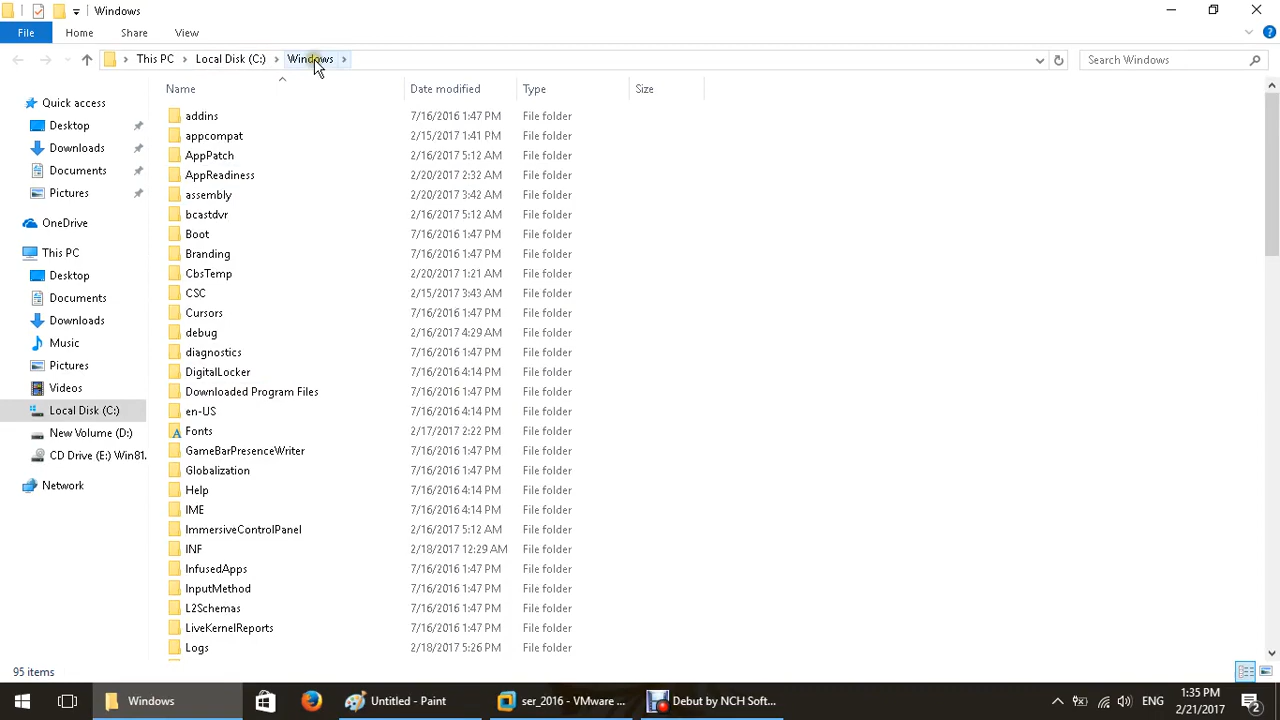 Windows
File Home Share View
This PC Local Disk (C:) Windows Search Windows
Name Date modified Type Size
Quick access
Desktop
Downloads
Documents
Pictures
OneDrive
This PC
Desktop
Documents
Downloads
Music
Pictures
Videos
Local Disk (C:)
New Volume (D:)
CD Drive (E:) Win81.
Network
addins 7/16/2016 1:47 PM File folder
appcompat 2/15/2017 1:41 PM File folder
AppPatch 2/16/2017 5:12 AM File folder
AppReadiness 2/20/2017 2:32 AM File folder
assembly 2/20/2017 3:42 AM File folder
bcastdvr 2/16/2017 5:12 AM File folder
Boot 7/16/2016 1:47 PM File folder
Branding 7/16/2016 1:47 PM File folder
CbsTemp 2/20/2017 1:21 AM File folder
CSC 2/15/2017 3:43 AM File folder
Cursors 7/16/2016 1:47 PM File folder
debug 2/16/2017 4:29 AM File folder
diagnostics 7/16/2016 1:47 PM File folder
DigitalLocker 7/16/2016 4:14 PM File folder
Downloaded Program Files 7/16/2016 1:47 PM File folder
en-US 7/16/2016 4:14 PM File folder
Fonts 2/17/2017 2:22 PM File folder
GameBarPresenceWriter 7/16/2016 1:47 PM File folder
Globalization 7/16/2016 1:47 PM File folder
Help 7/16/2016 4:14 PM File folder
IME 7/16/2016 4:14 PM File folder
ImmersiveControlPanel 2/16/2017 5:12 AM File folder
INF 2/18/2017 12:29 AM File folder
InfusedApps 7/16/2016 1:47 PM File folder
InputMethod 7/16/2016 1:47 PM File folder
L2Schemas 7/16/2016 1:47 PM File folder
LiveKernelReports 7/16/2016 1:47 PM File folder
Logs 2/18/2017 5:26 PM File folder
95 items
Windows Untitled - Paint ser_2016 - VMware ... Debut by NCH Soft... ENG 1:35 PM
2/21/2017 2